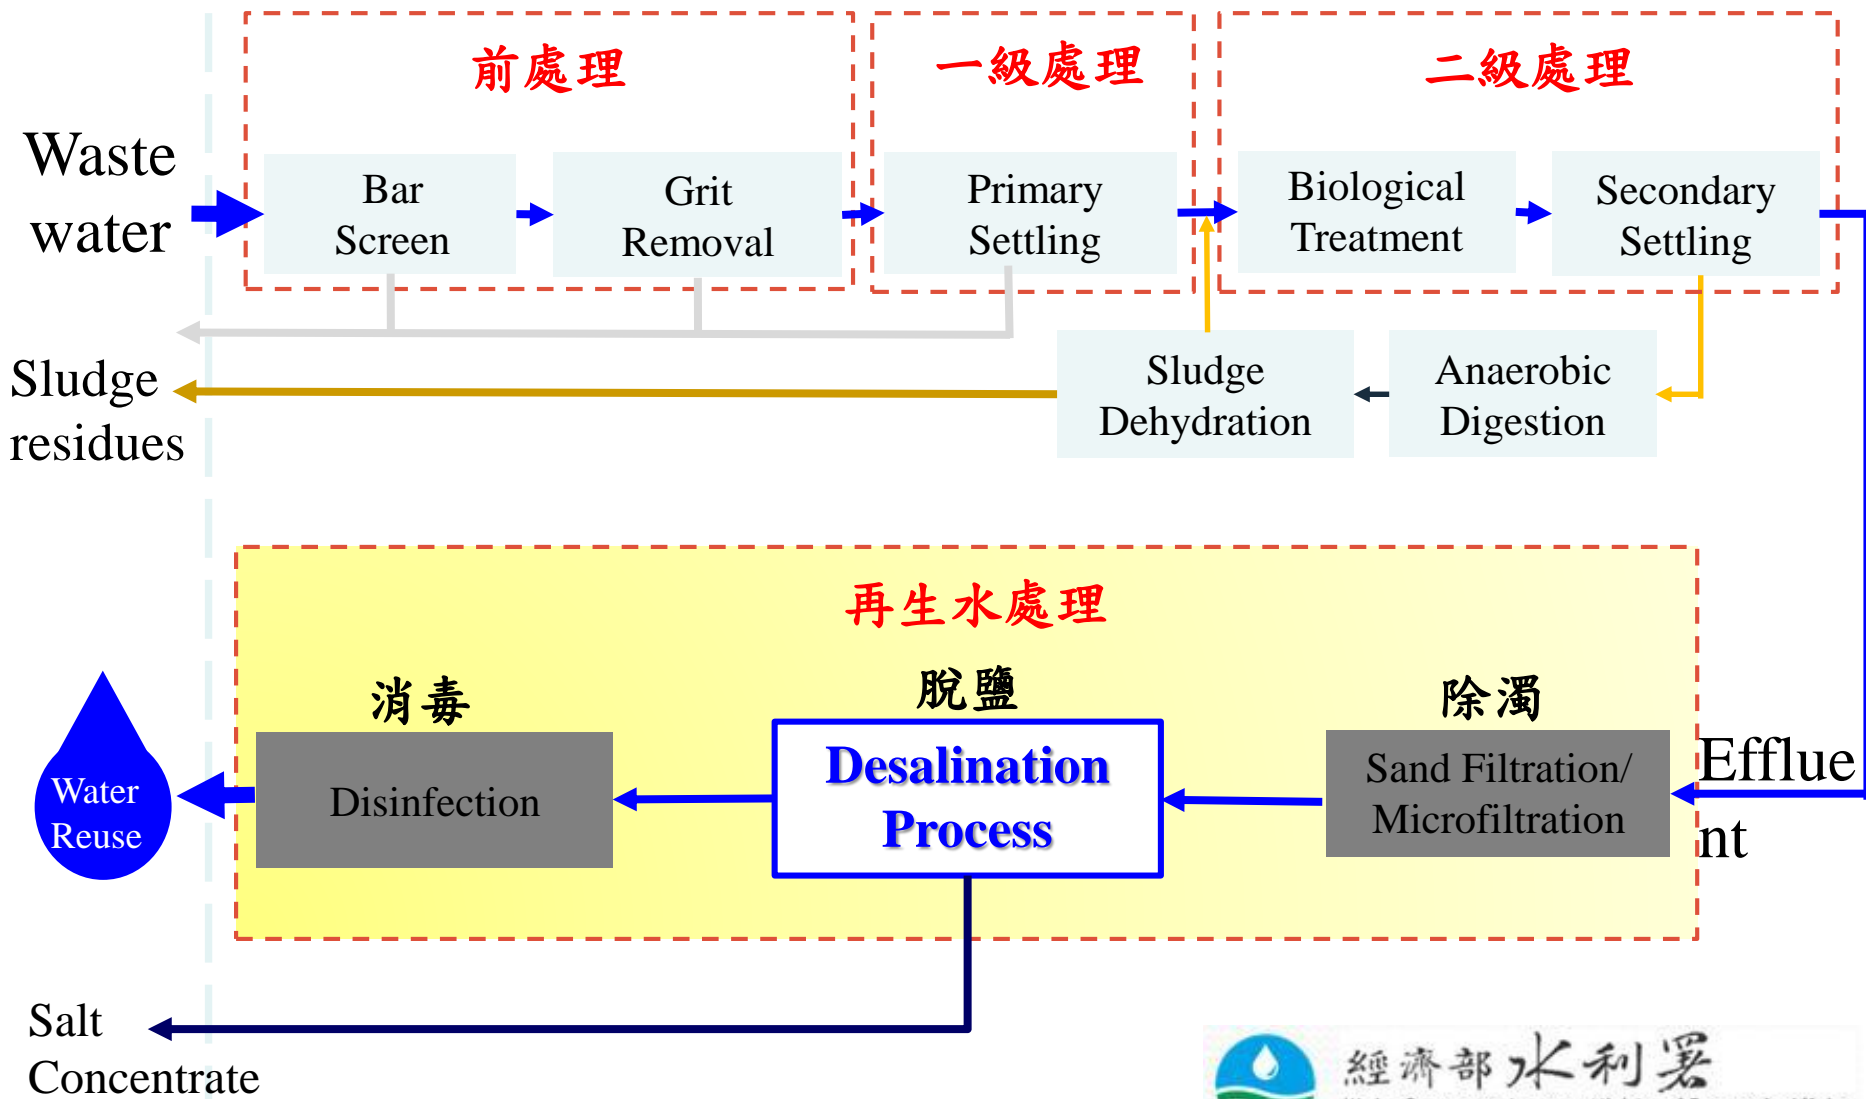 前處理
一級處理
二級處理
Waste
water
Bar
Screen
Grit
Removal
Primary
Settling
Biological
Treatment
Secondary
Settling
Sludge
residues
Sludge
Dehydration
Anaerobic
Digestion
再生水處理
消毒
脫鹽
除濁
Water
Reuse
Disinfection
Desalination
Process
Sand Filtration/
Microfiltration
Efflue
nt
Salt
Concentrate
經濟部水利署